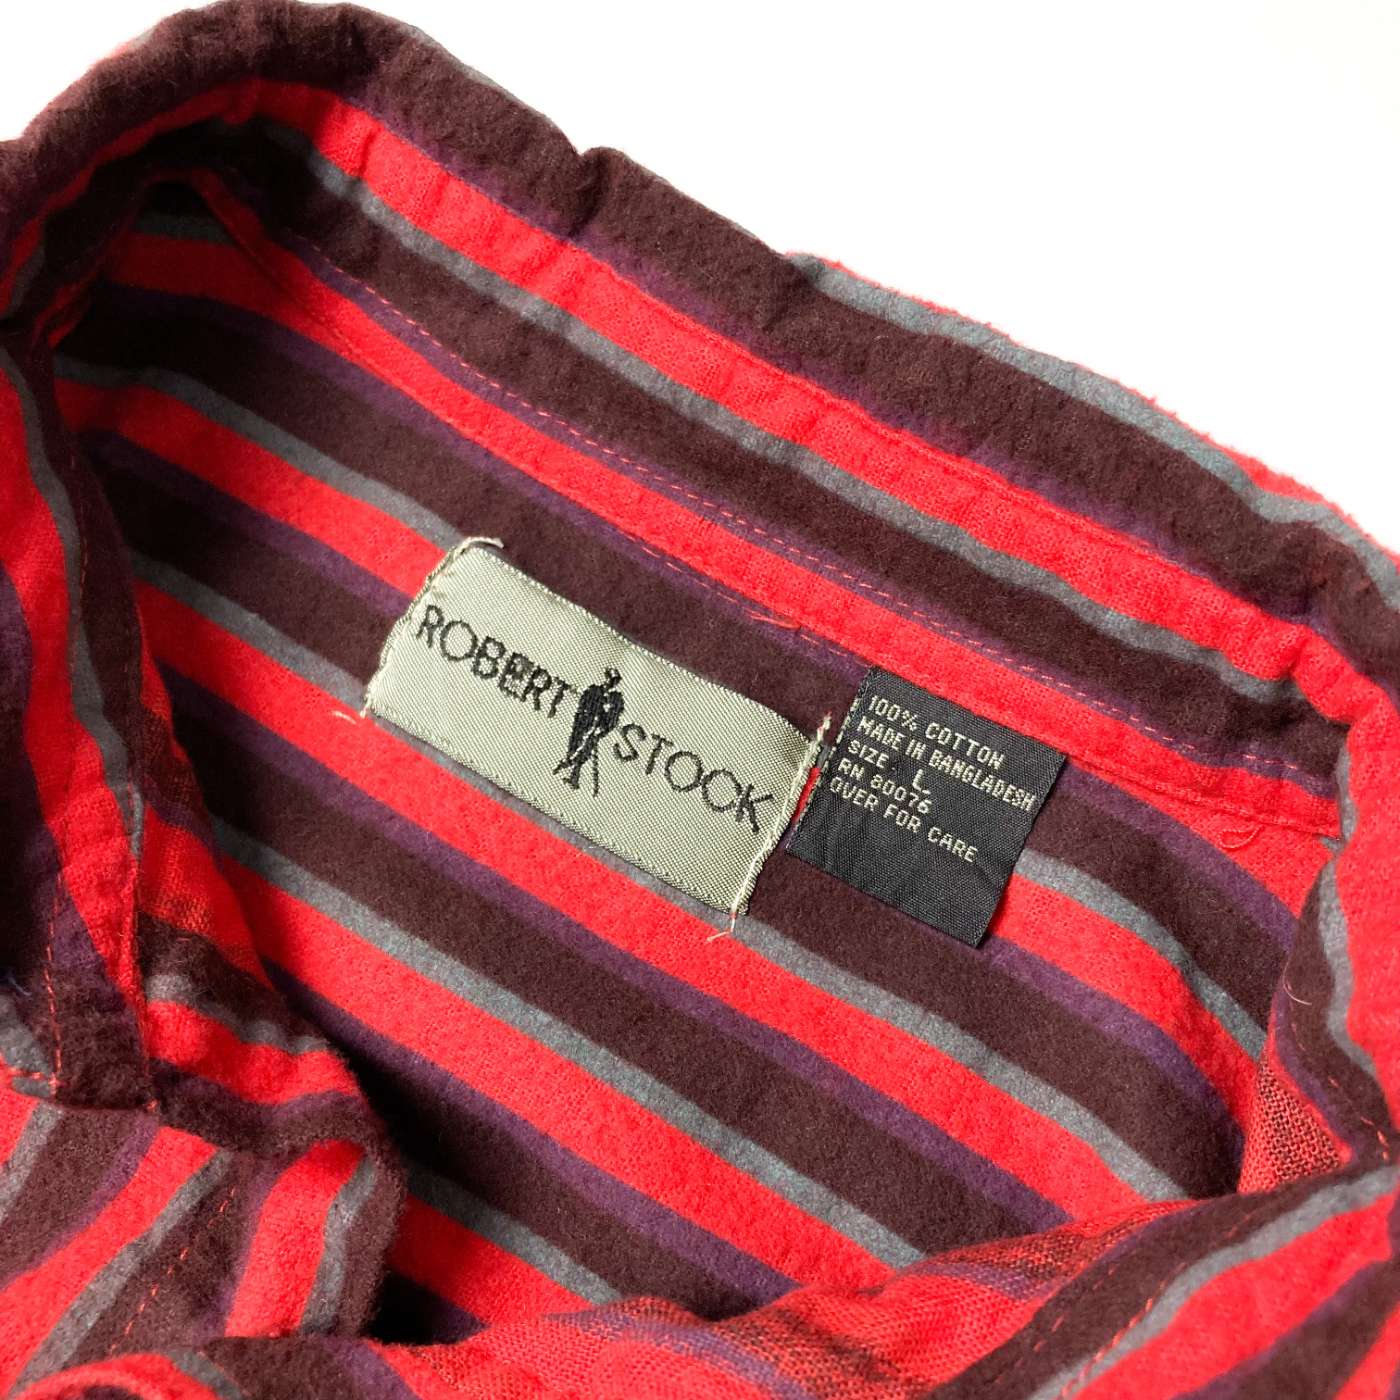 ROBERT STOCK
100% COTTON
MADE IN BANGLADESH
SIZE L
RN 80076
OVER FOR CARE